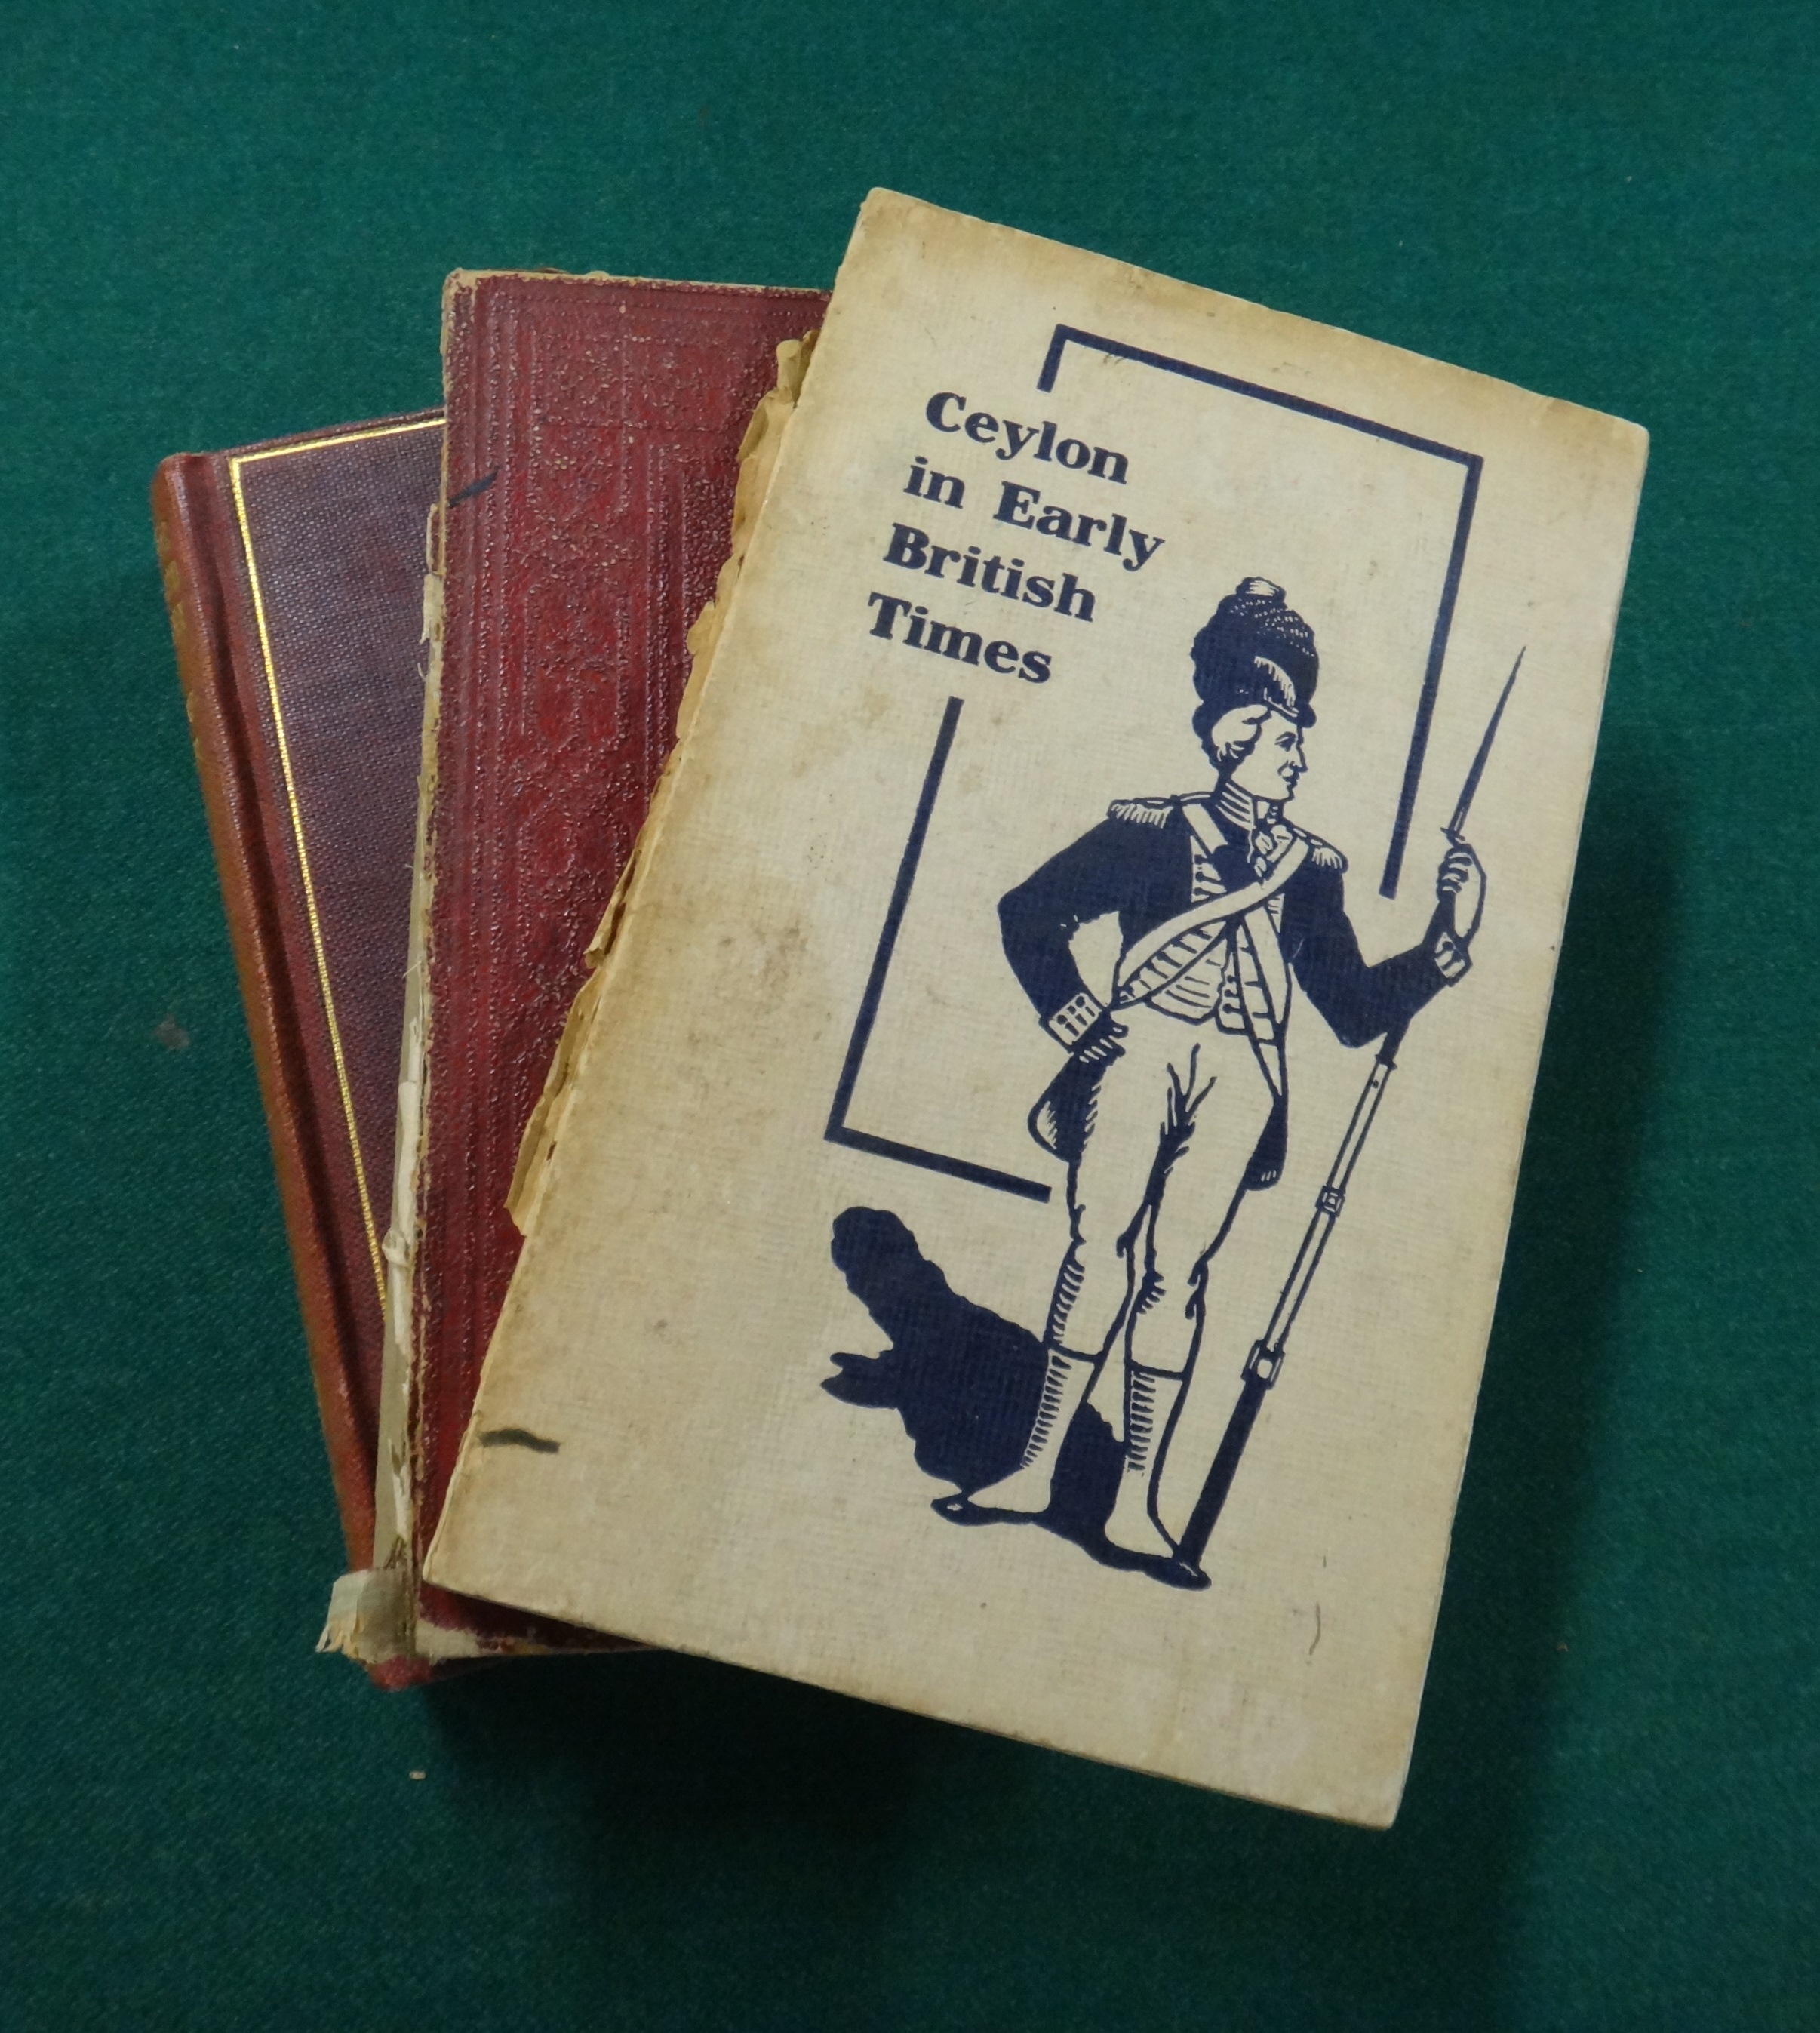 Ceylon
in Early
British
Times